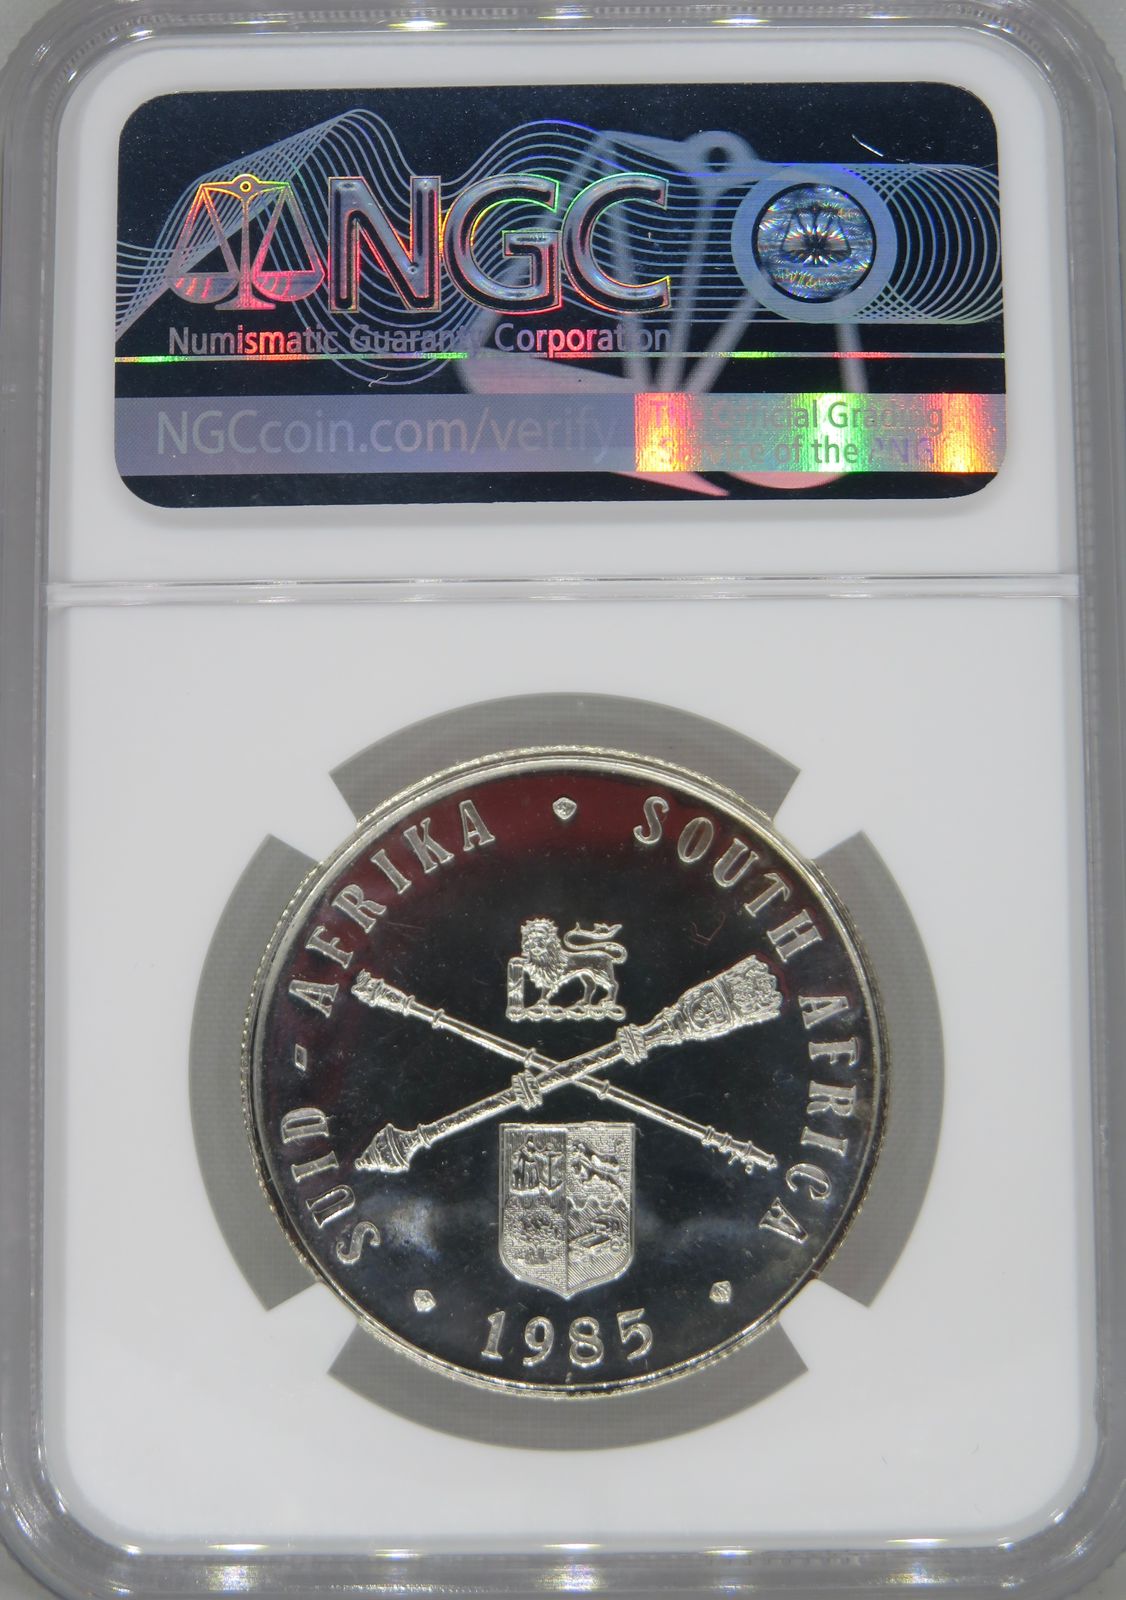 NGC
Numismatic Guaranty Corporation
NGCcoin.com/verify
The Official Grading
Service of the ANA
SUID-AFRIKA • SOUTH AFRICA
• 1985 •